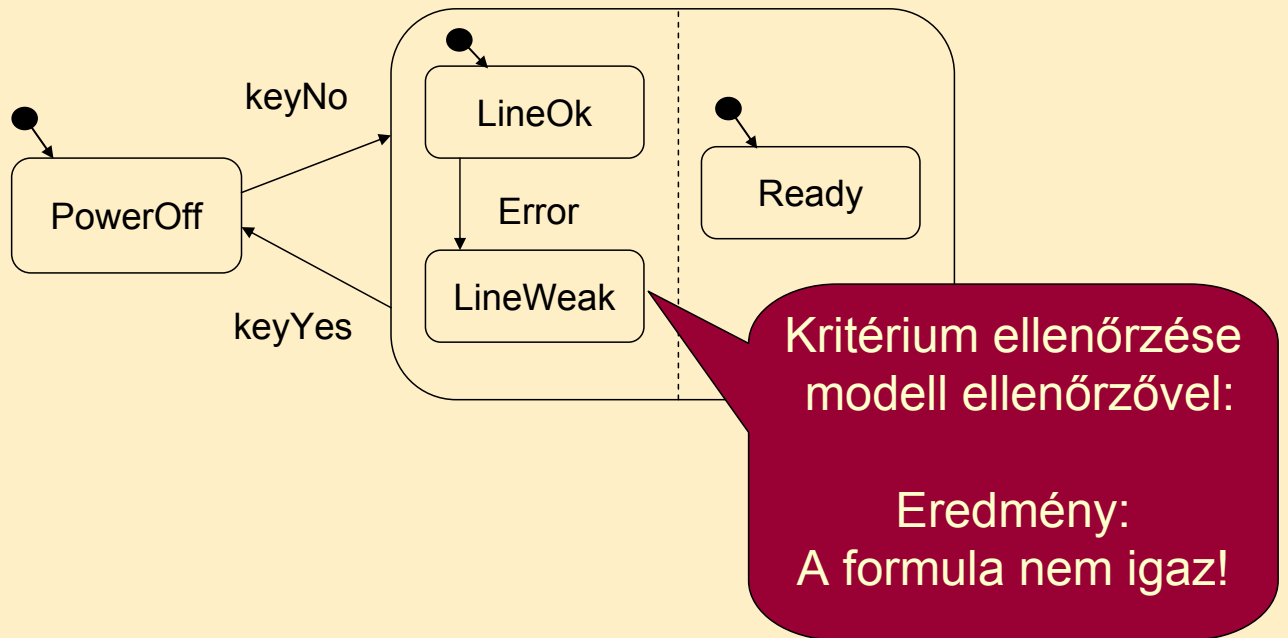 keyNo
LineOk
PowerOff
Ready
Error
LineWeak
keyYes
Kritérium ellenőrzése
modell ellenőrzővel:
Eredmény:
A formula nem igaz!